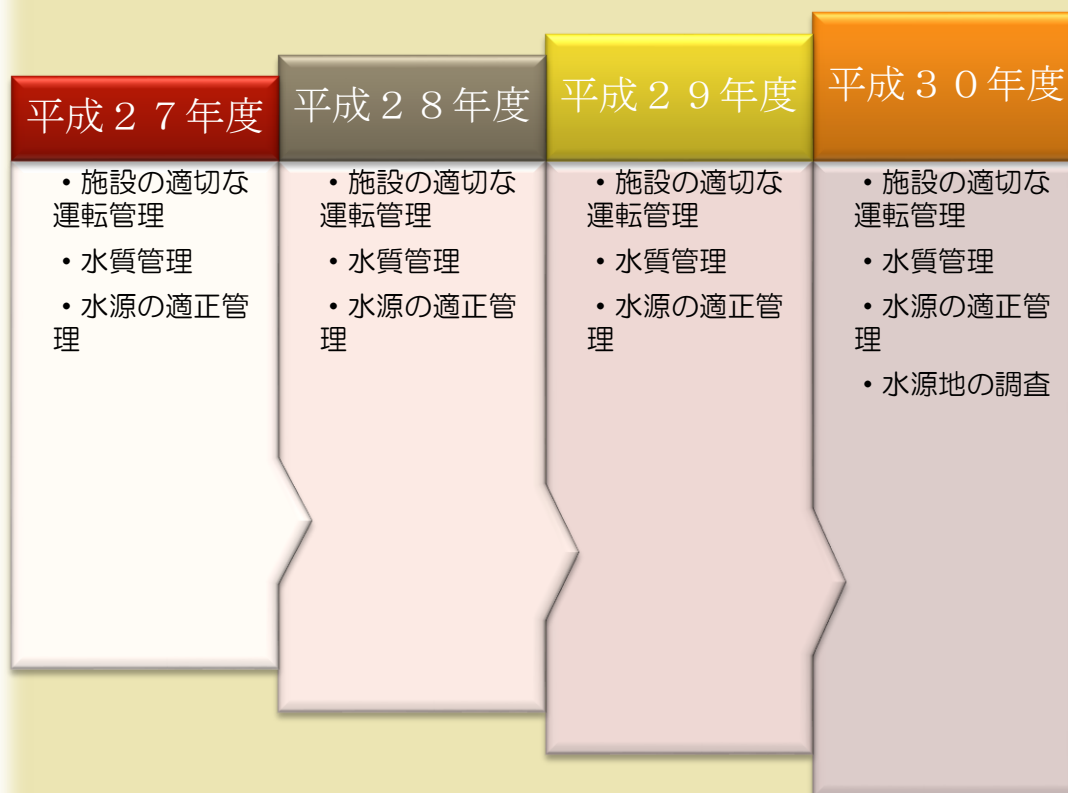 平成２７年度
・施設の適切な
運転管理
・水質管理
・水源の適正管
理
平成２８年度
・施設の適切な
運転管理
・水質管理
・水源の適正管
理
平成２９年度
・施設の適切な
運転管理
・水質管理
・水源の適正管
理
平成３０年度
・施設の適切な
運転管理
・水質管理
・水源の適正管
理
・水源地の調査